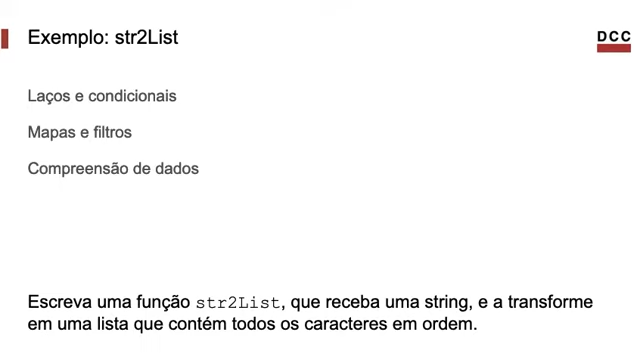 Exemplo: str2List
DCC
Laços e condicionais
Mapas e filtros
Compreensão de dados
Escreva uma função str2List, que receba uma string, e a transforme
em uma lista que contém todos os caracteres em ordem.